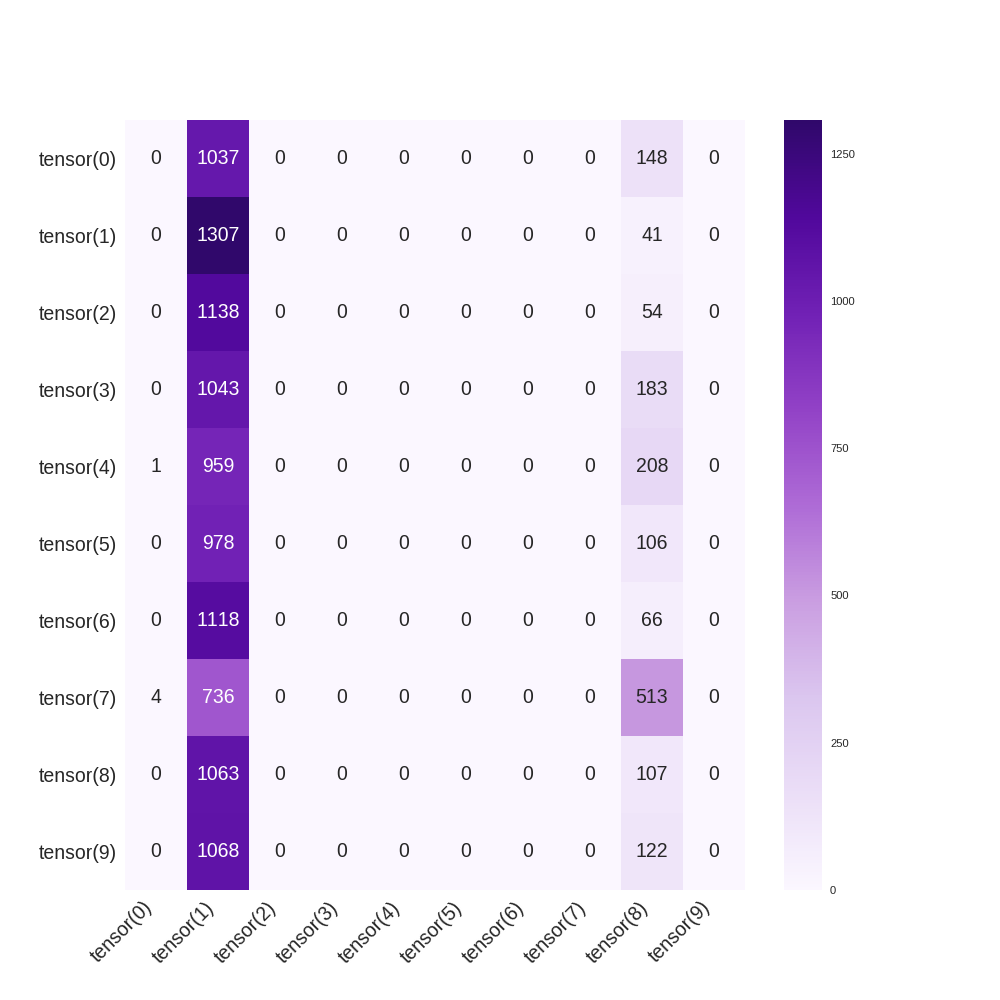 tensor(0) 0 1037 0 0 0 0 0 0 148 0
tensor(1) 0 1307 0 0 0 0 0 0 41 0
tensor(2) 0 1138 0 0 0 0 0 0 54 0
tensor(3) 0 1043 0 0 0 0 0 0 183 0
tensor(4) 1 959 0 0 0 0 0 0 208 0
tensor(5) 0 978 0 0 0 0 0 0 106 0
tensor(6) 0 1118 0 0 0 0 0 0 66 0
tensor(7) 4 736 0 0 0 0 0 0 513 0
tensor(8) 0 1063 0 0 0 0 0 0 107 0
tensor(9) 0 1068 0 0 0 0 0 0 122 0
tensor(0) tensor(1) tensor(2) tensor(3) tensor(4) tensor(5) tensor(6) tensor(7) tensor(8) tensor(9)
1250
1000
750
500
250
0